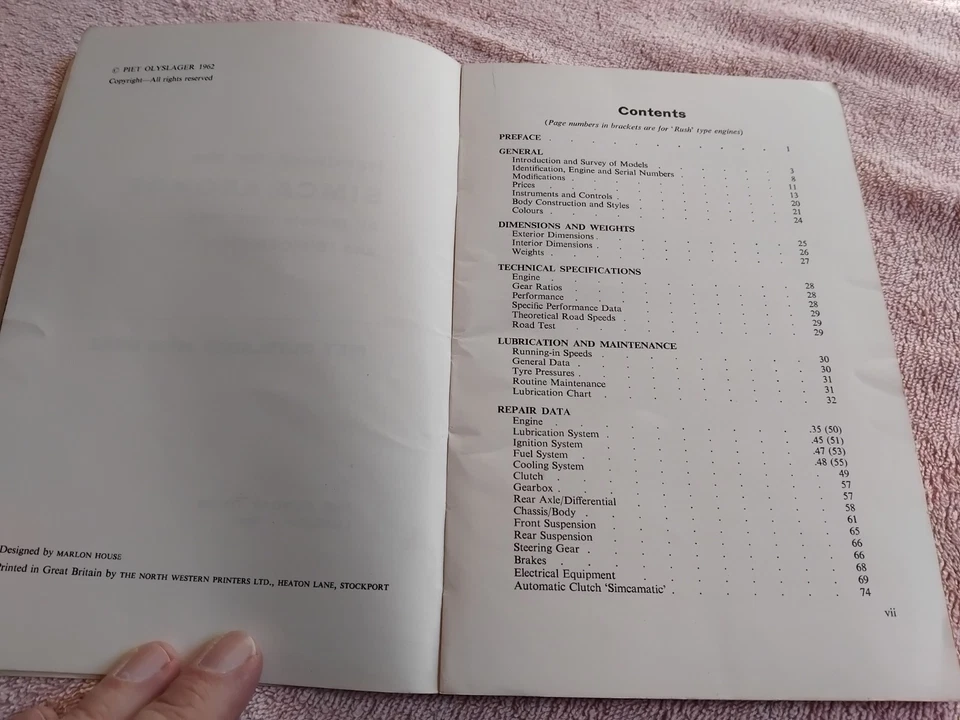 © PIET OLYSLAGER 1962
Copyright—All rights reserved
Designed by MARLON HOUSE
rinted in Great Britain by THE NORTH WESTERN PRINTERS LTD., HEATON LANE, STOCKPORT
Contents
(Page numbers in brackets are for 'Rush' type engines)
PREFACE . . . . . . . . 1
GENERAL
Introduction and Survey of Models . . . . 3
Identification, Engine and Serial Numbers . . . . 8
Modifications . . . . . . . 11
Prices . . . . . . . . 13
Instruments and Controls . . . . . 20
Body Construction and Styles . . . . . 21
Colours . . . . . . . . 24
DIMENSIONS AND WEIGHTS
Exterior Dimensions . . . . . . 25
Interior Dimensions . . . . . . 26
Weights . . . . . . . . 27
TECHNICAL SPECIFICATIONS
Engine . . . . . . . . 28
Gear Ratios . . . . . . . 28
Performance . . . . . . . 28
Specific Performance Data . . . . . 29
Theoretical Road Speeds . . . . . 29
Road Test . . . . . . . 29
LUBRICATION AND MAINTENANCE
Running-in Speeds . . . . . . 30
General Data . . . . . . . 30
Tyre Pressures . . . . . . . 31
Routine Maintenance . . . . . . 31
Lubrication Chart . . . . . . 32
REPAIR DATA
Engine . . . . . . . .35 (50)
Lubrication System . . . . . .45 (51)
Ignition System . . . . . . .47 (53)
Fuel System . . . . . . .48 (55)
Cooling System . . . . . . 49
Clutch . . . . . . . . 57
Gearbox . . . . . . . . 57
Rear Axle/Differential . . . . . . 58
Chassis/Body . . . . . . . 61
Front Suspension . . . . . . 65
Rear Suspension . . . . . . 66
Steering Gear . . . . . . . 66
Brakes . . . . . . . . 68
Electrical Equipment . . . . . . 69
Automatic Clutch 'Simcamatic' . . . . . 74
vii